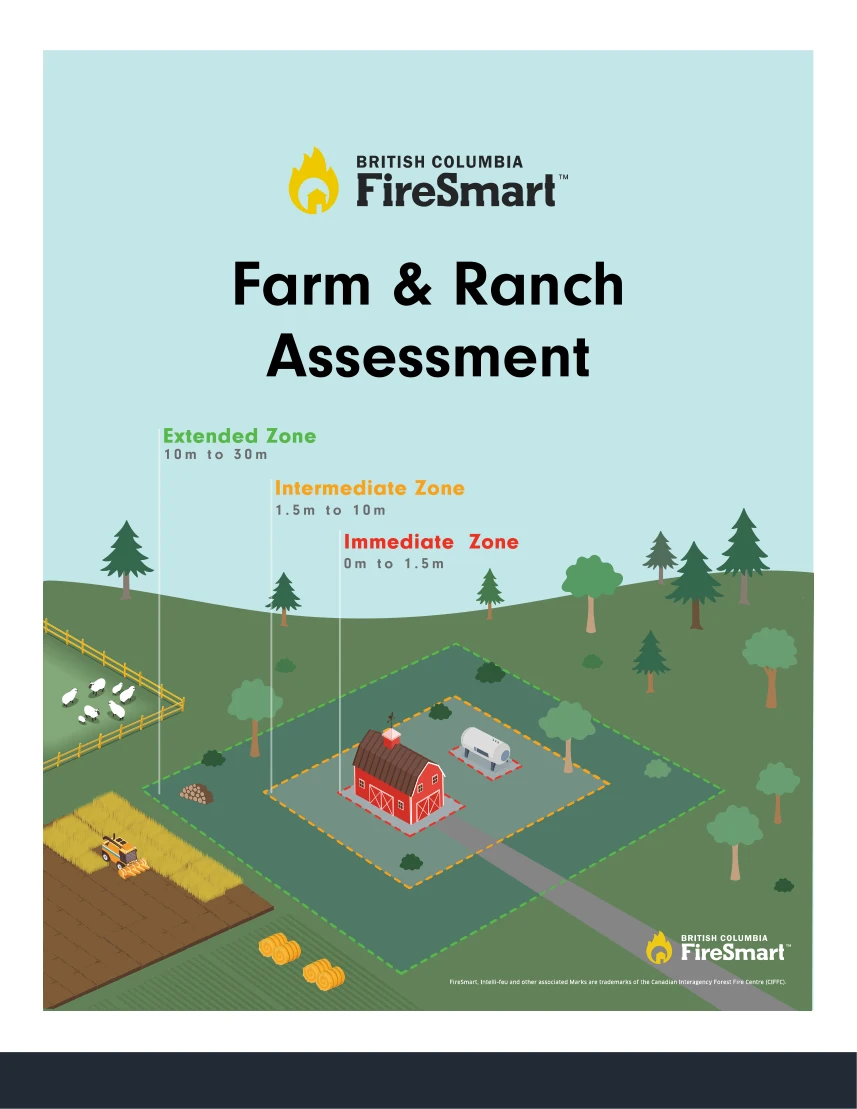 BRITISH COLUMBIA
FireSmart™
Farm & Ranch
Assessment
Extended Zone
10m to 30m
Intermediate Zone
1.5m to 10m
Immediate Zone
0m to 1.5m
BRITISH COLUMBIA
FireSmart™
FireSmart, Intelli-feu and other associated Marks are trademarks of the Canadian Interagency Forest Fire Centre (CIFFC).